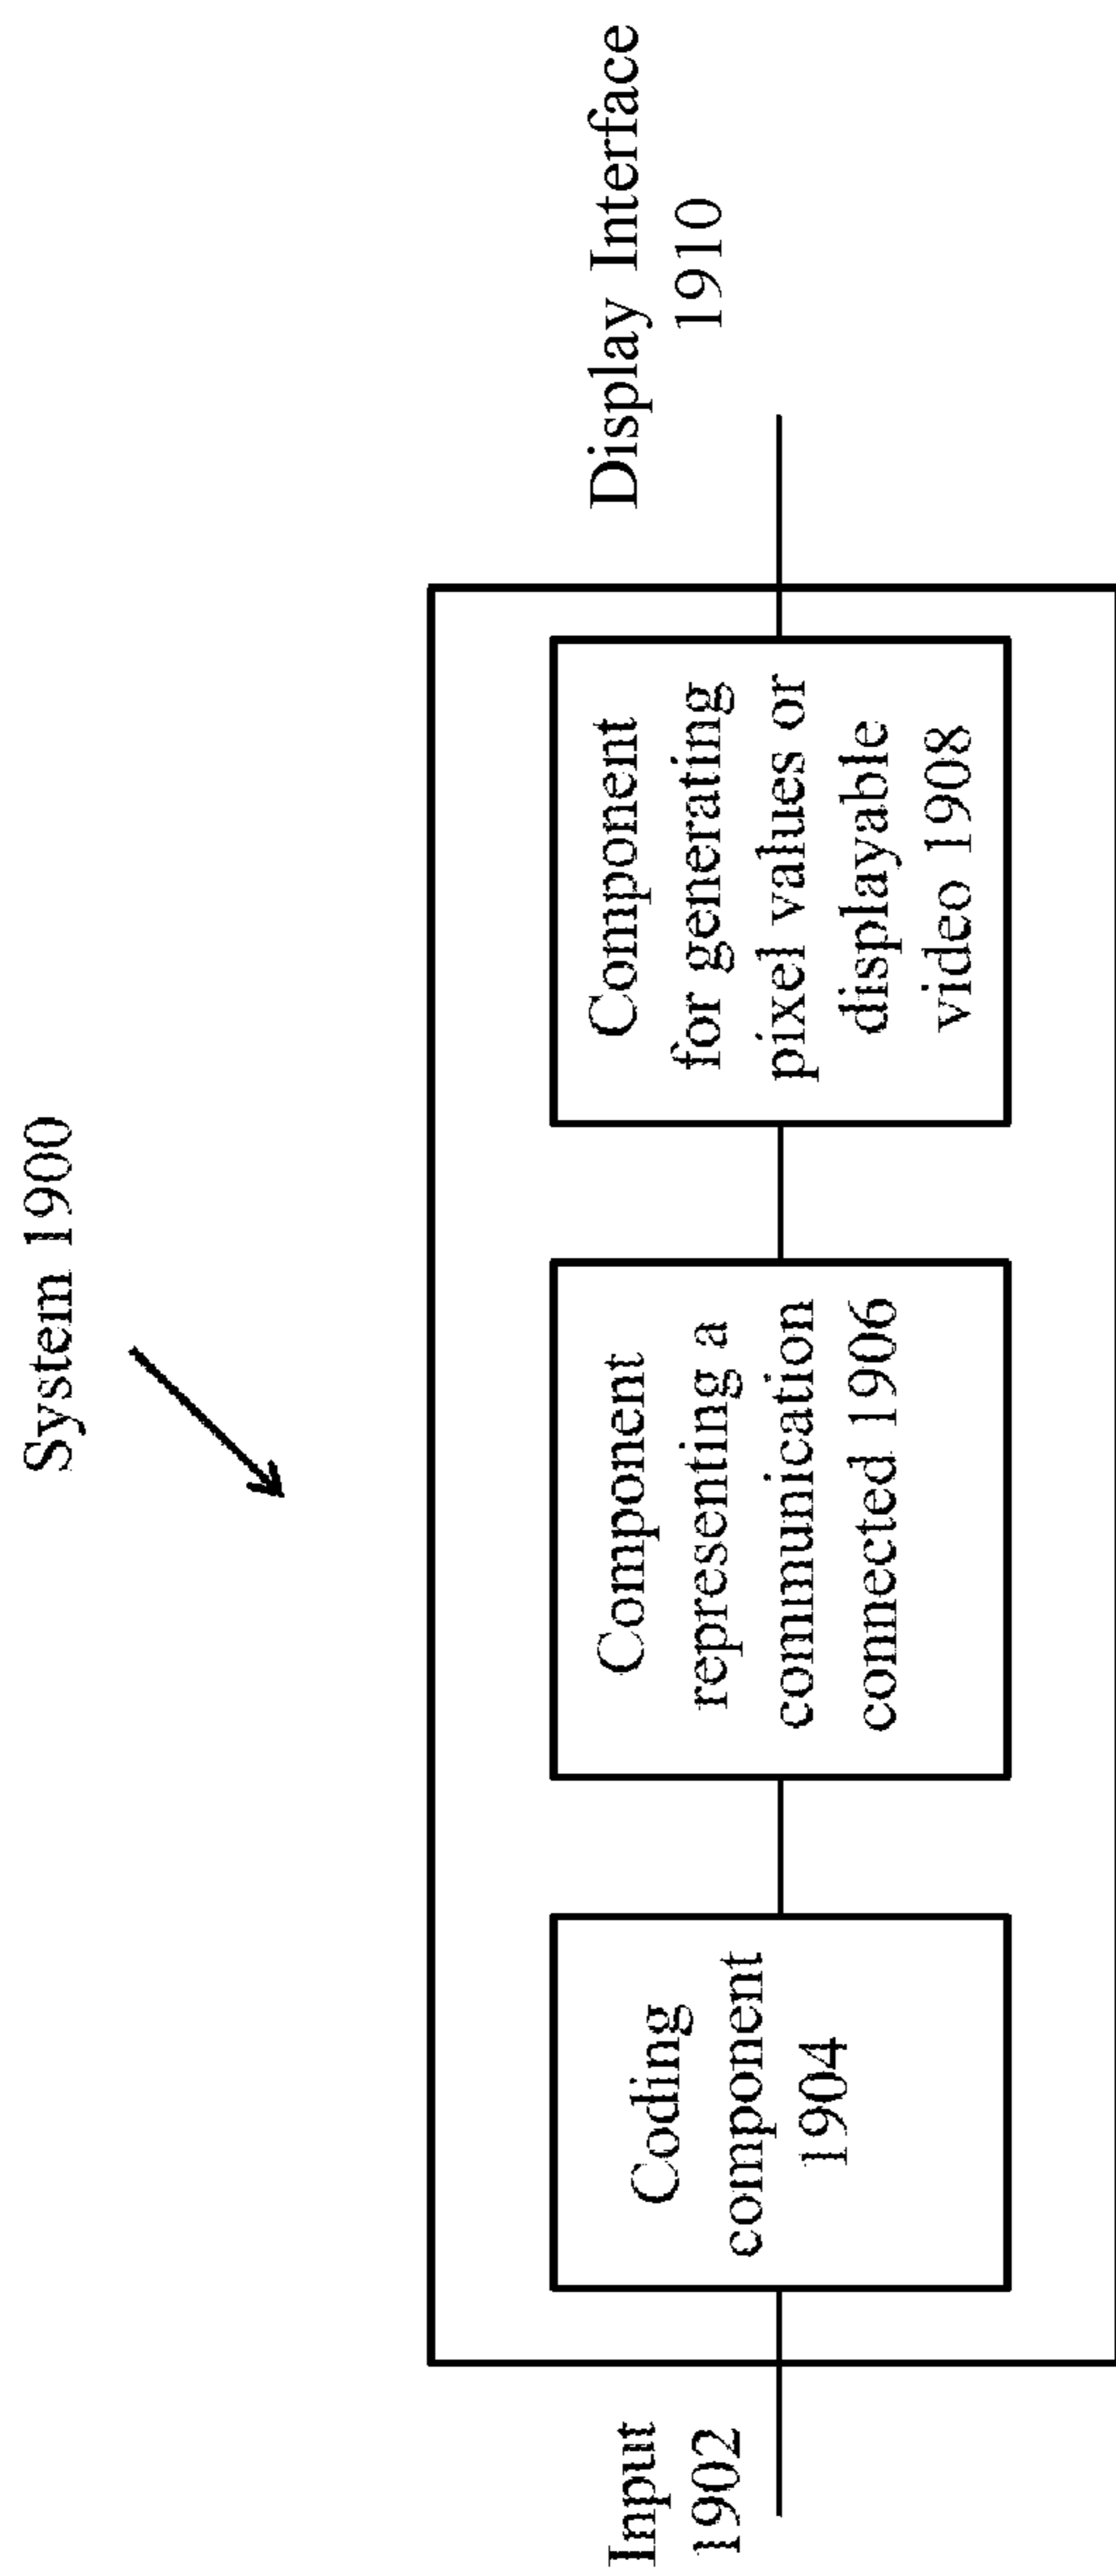 System 1900
Input
1902
Coding
component
1904
Component
representing a
communication
connected 1906
Component
for generating
pixel values or
displayable
video 1908
Display Interface
1910